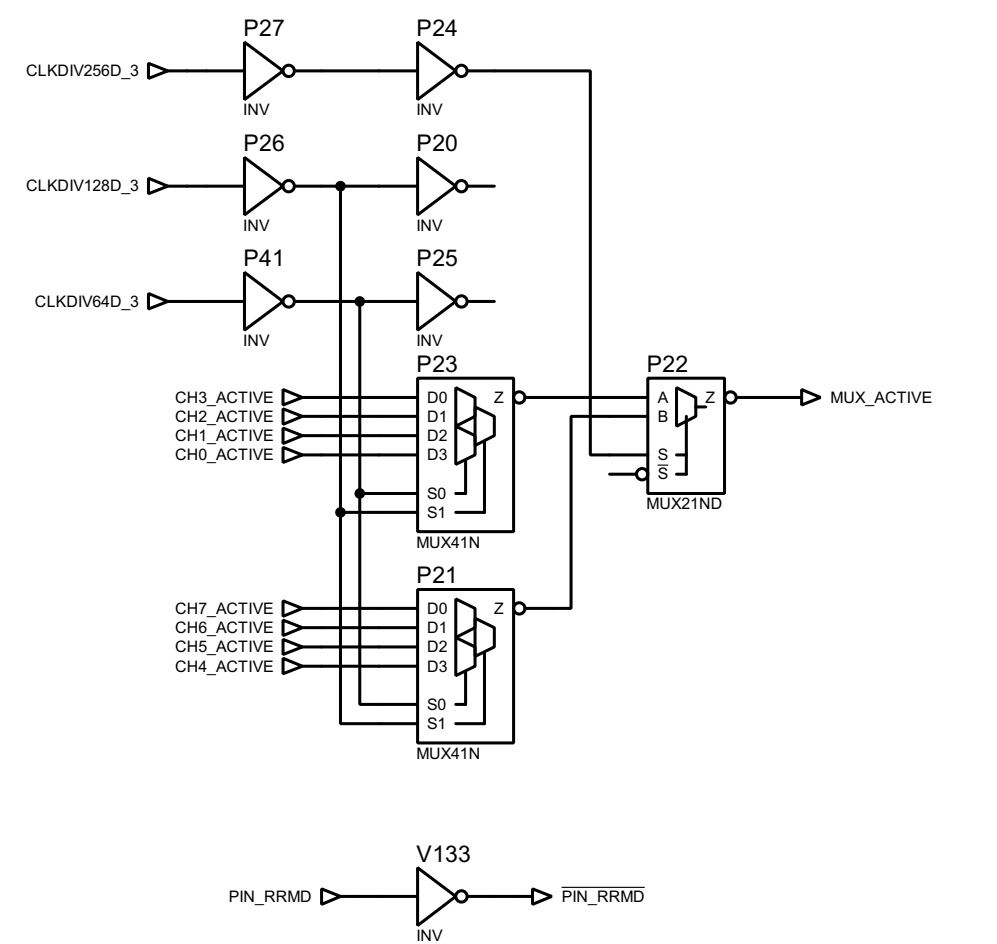 P27 P24
CLKDIV256D_3
INV INV
P26 P20
CLKDIV128D_3
INV INV
P41 P25
CLKDIV64D_3
INV INV
P23 P22
CH3_ACTIVE D0 Z A Z MUX_ACTIVE
CH2_ACTIVE D1 B
CH1_ACTIVE D2
CH0_ACTIVE D3 S
S̅
S0
S1
MUX21ND
MUX41N
P21
CH7_ACTIVE D0 Z
CH6_ACTIVE D1
CH5_ACTIVE D2
CH4_ACTIVE D3
S0
S1
MUX41N
V133
PIN_RRMD P̅I̅N̅_̅R̅R̅M̅D̅
INV